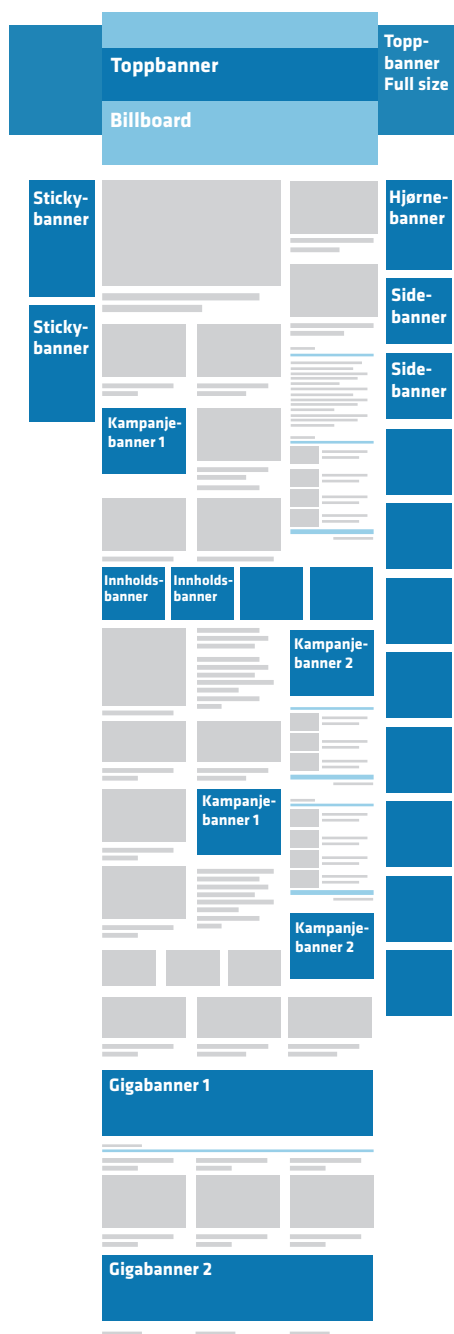 Toppbanner
Topp-
banner
Full size
Billboard
Sticky-
banner
Hjørne-
banner
Side-
banner
Sticky-
banner
Side-
banner
Kampanje-
banner 1
Innholds-
banner
Innholds-
banner
Kampanje-
banner 2
Kampanje-
banner 1
Kampanje-
banner 2
Gigabanner 1
Gigabanner 2